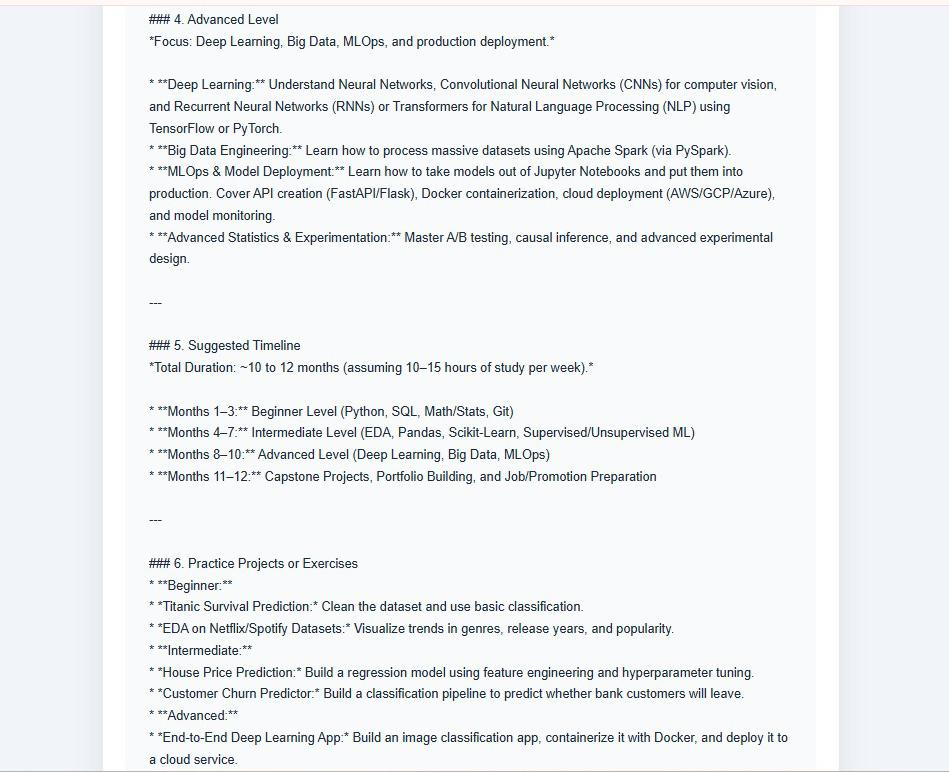 ### 4. Advanced Level
*Focus: Deep Learning, Big Data, MLOps, and production deployment.*
* **Deep Learning:** Understand Neural Networks, Convolutional Neural Networks (CNNs) for computer vision,
and Recurrent Neural Networks (RNNs) or Transformers for Natural Language Processing (NLP) using
TensorFlow or PyTorch.
* **Big Data Engineering:** Learn how to process massive datasets using Apache Spark (via PySpark).
* **MLOps & Model Deployment:** Learn how to take models out of Jupyter Notebooks and put them into
production. Cover API creation (FastAPI/Flask), Docker containerization, cloud deployment (AWS/GCP/Azure),
and model monitoring.
* **Advanced Statistics & Experimentation:** Master A/B testing, causal inference, and advanced experimental
design.
---
### 5. Suggested Timeline
*Total Duration: ~10 to 12 months (assuming 10–15 hours of study per week).*
* **Months 1–3:** Beginner Level (Python, SQL, Math/Stats, Git)
* **Months 4–7:** Intermediate Level (EDA, Pandas, Scikit-Learn, Supervised/Unsupervised ML)
* **Months 8–10:** Advanced Level (Deep Learning, Big Data, MLOps)
* **Months 11–12:** Capstone Projects, Portfolio Building, and Job/Promotion Preparation
---
### 6. Practice Projects or Exercises
* **Beginner:**
* *Titanic Survival Prediction:* Clean the dataset and use basic classification.
* *EDA on Netflix/Spotify Datasets:* Visualize trends in genres, release years, and popularity.
* **Intermediate:**
* *House Price Prediction:* Build a regression model using feature engineering and hyperparameter tuning.
* *Customer Churn Predictor:* Build a classification pipeline to predict whether bank customers will leave.
* **Advanced:**
* *End-to-End Deep Learning App:* Build an image classification app, containerize it with Docker, and deploy it to
a cloud service.